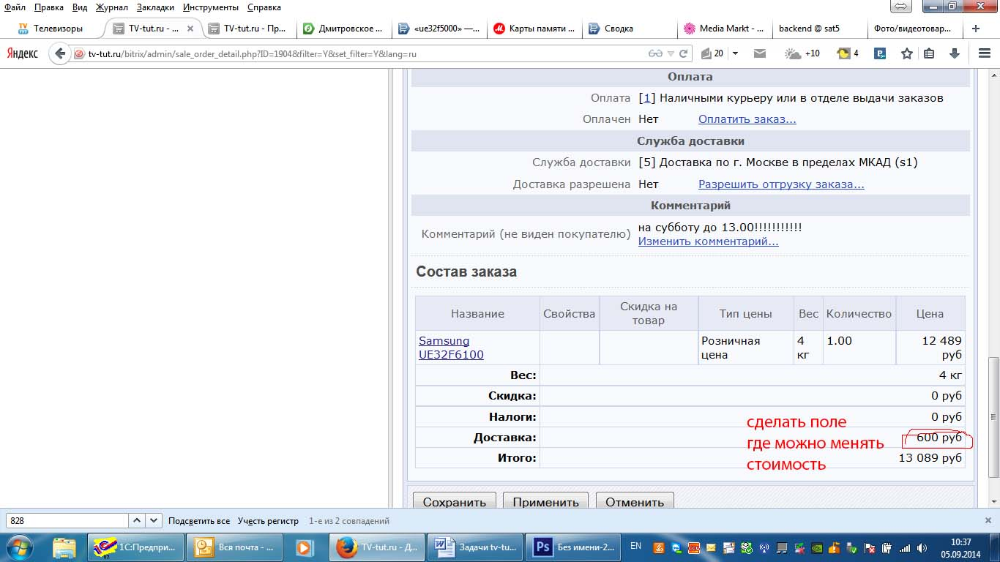 Файл Правка Вид Журнал Закладки Инструменты Справка
Телевизоры TV-tut.ru - ... TV-tut.ru - Пр... Дмитровское ... «ue32f5000» —... Карты памяти ... Сводка Media Markt - ... backend @ sat5 Фото/видеотовар...
Яндекс tv-tut.ru/bitrix/admin/sale_order_detail.php?ID=1904&filter=Y&set_filter=Y&lang=ru 20 +10 4
Оплата
Оплата [1] Наличными курьеру или в отделе выдачи заказов
Оплачен Нет Оплатить заказ...
Служба доставки
Служба доставки [5] Доставка по г. Москве в пределах МКАД (s1)
Доставка разрешена Нет Разрешить отгрузку заказа...
Комментарий
Комментарий (не виден покупателю) на субботу до 13.00!!!!!!!!!!!
Изменить комментарий...
Состав заказа
Название Свойства Скидка на товар Тип цены Вес Количество Цена
Samsung UE32F6100 Розничная цена 4 кг 1.00 12 489 руб
Вес: 4 кг
Скидка: 0 руб
Налоги: 0 руб
Доставка: 600 руб
Итого: 13 089 руб
сделать поле
где можно менять
стоимость
Сохранить Применить Отменить
828 Подсветить все Учесть регистр 1-е из 2 совпадений
1С:Предпри... Вся почта - ... TV-tut.ru - Д... Задачи tv-tu... Ps Без имени-2... EN 10:37
05.09.2014